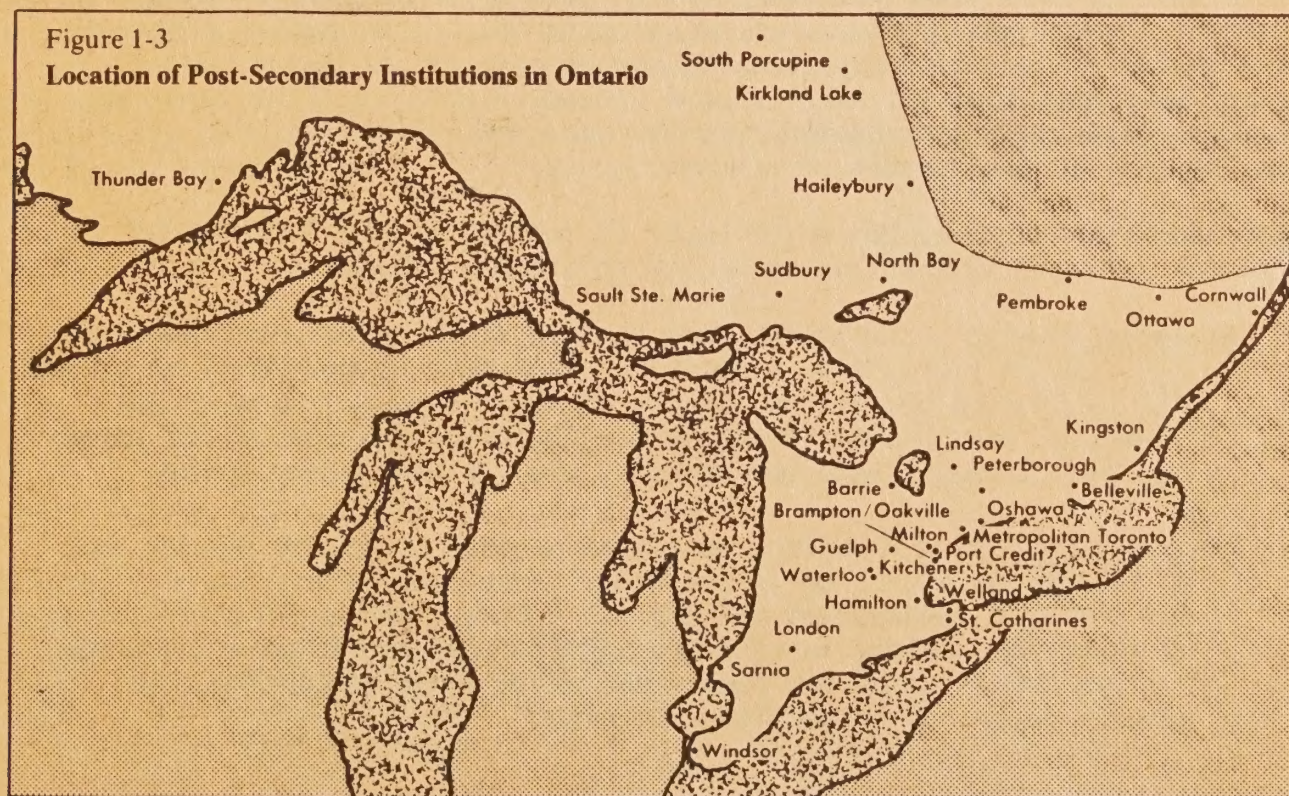 Figure 1-3
Location of Post-Secondary Institutions in Ontario
South Porcupine
Kirkland Lake
Thunder Bay
Haileybury
Sudbury
North Bay
Sault Ste. Marie
Pembroke
Cornwall
Ottawa
Kingston
Lindsay
Peterborough
Barrie
Belleville
Brampton/Oakville
Oshawa
Milton
Metropolitan Toronto
Guelph
Port Credit
Waterloo
Kitchener
Welland
Hamilton
St. Catharines
London
Sarnia
Windsor